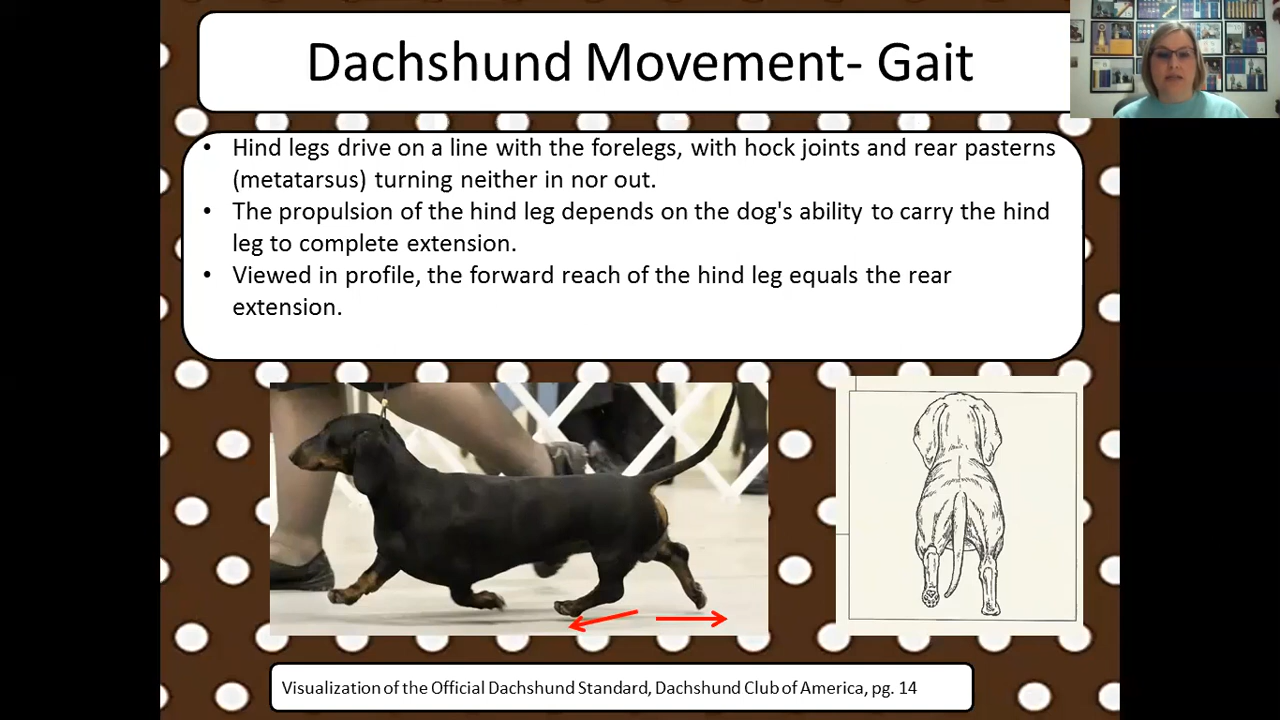 Dachshund Movement- Gait
• Hind legs drive on a line with the forelegs, with hock joints and rear pasterns
(metatarsus) turning neither in nor out.
• The propulsion of the hind leg depends on the dog's ability to carry the hind
leg to complete extension.
• Viewed in profile, the forward reach of the hind leg equals the rear
extension.
Visualization of the Official Dachshund Standard, Dachshund Club of America, pg. 14